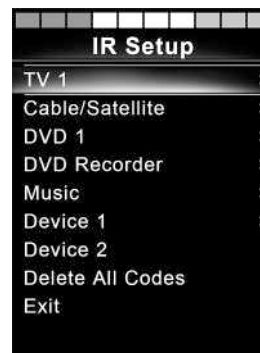 IR Setup
TV 1
Cable/Satellite
DVD 1
DVD Recorder
Music
Device 1
Device 2
Delete All Codes
Exit